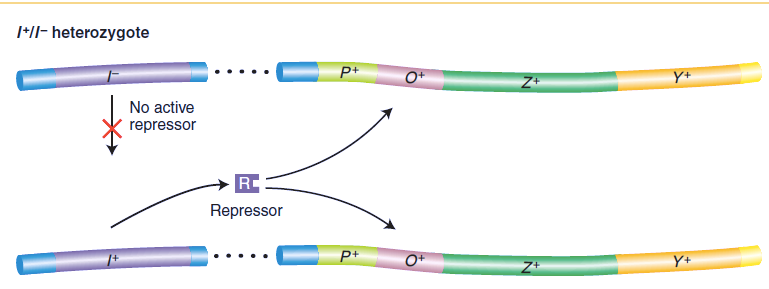 I+/I– heterozygote
I– P+ O+ Z+ Y+
No active
repressor
R
Repressor
I+ P+ O+ Z+ Y+